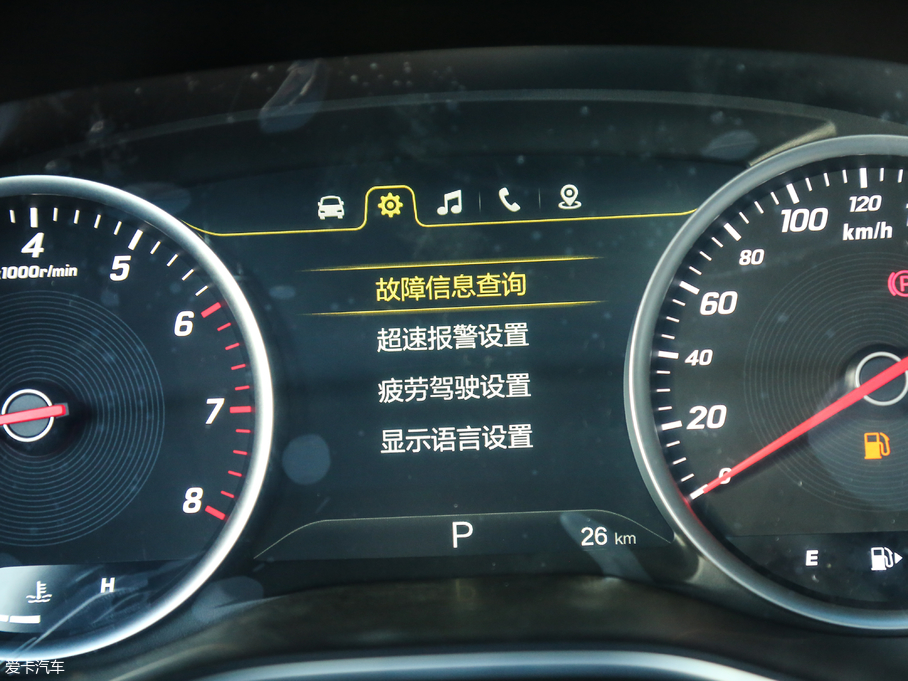 4
x1000r/min
5
6
7
8
H
故障信息查询
超速报警设置
疲劳驾驶设置
显示语言设置
P
26 km
120
km/h
100
80
60
40
20
0
E
爱卡汽车